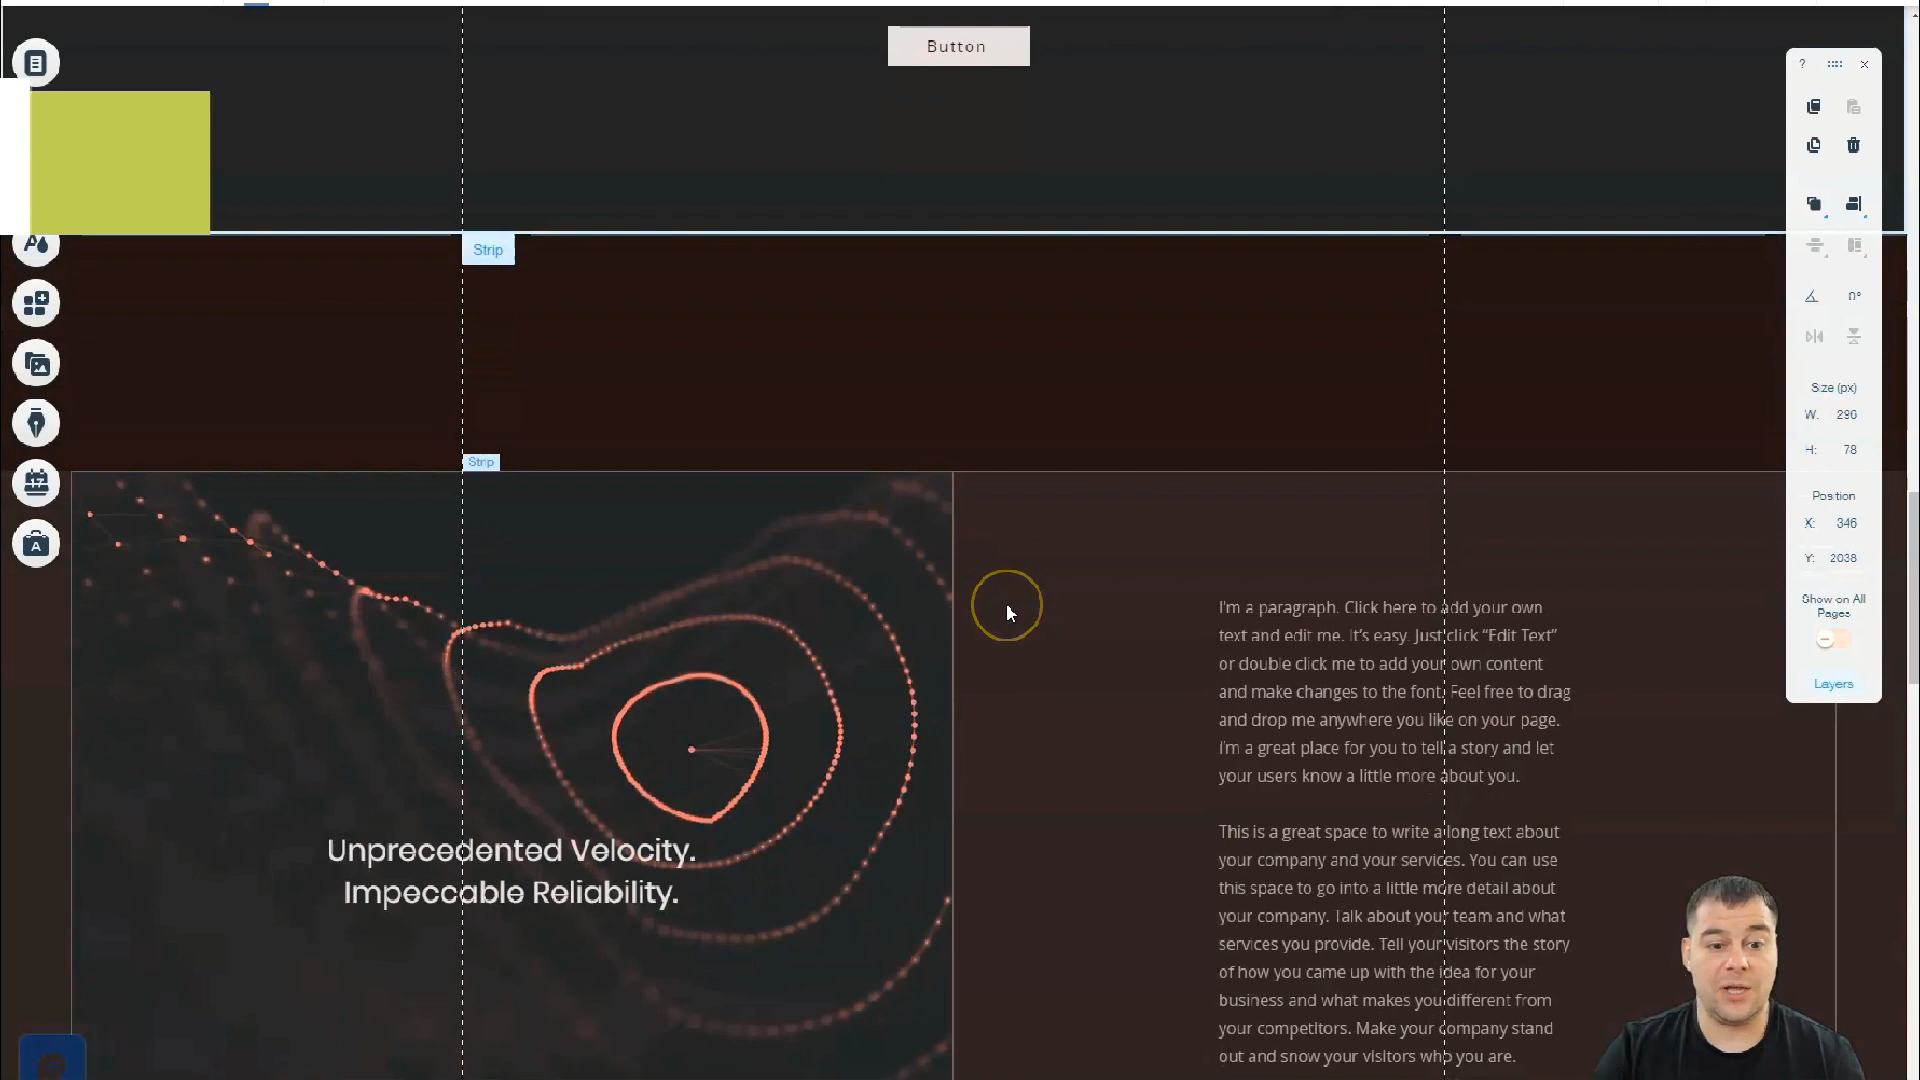 Button
?
Strip
0°
Size (px)
W: 296
H: 78
Position
X: 346
Y: 2038
Show on All
Pages
Layers
17
A
A
Strip
Unprecedented Velocity.
Impeccable Reliability.
I'm a paragraph. Click here to add your own
text and edit me. It's easy. Just click “Edit Text”
or double click me to add your own content
and make changes to the font. Feel free to drag
and drop me anywhere you like on your page.
I'm a great place for you to tell a story and let
your users know a little more about you.
This is a great space to write a long text about
your company and your services. You can use
this space to go into a little more detail about
your company. Talk about your team and what
services you provide. Tell your visitors the story
of how you came up with the idea for your
business and what makes you different from
your competitors. Make your company stand
out and show your visitors who you are.